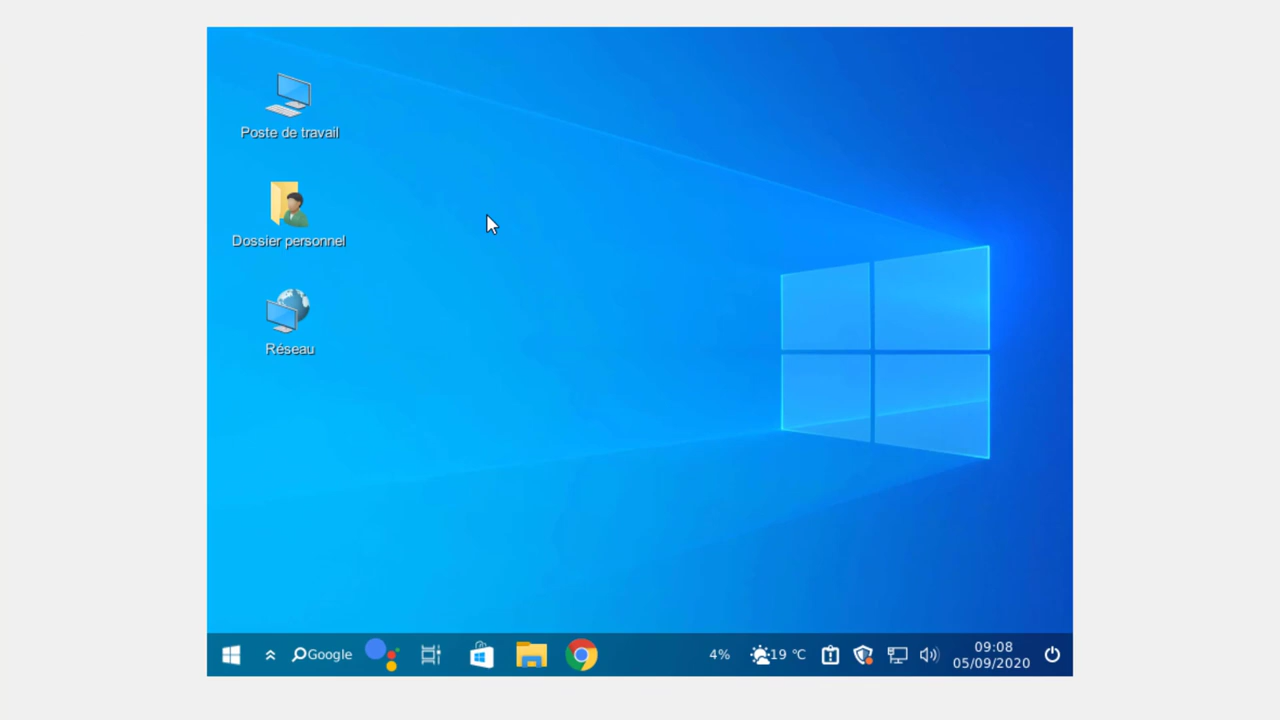 Poste de travail
Dossier personnel
Réseau
Google
4%
19 °C
09:08
05/09/2020